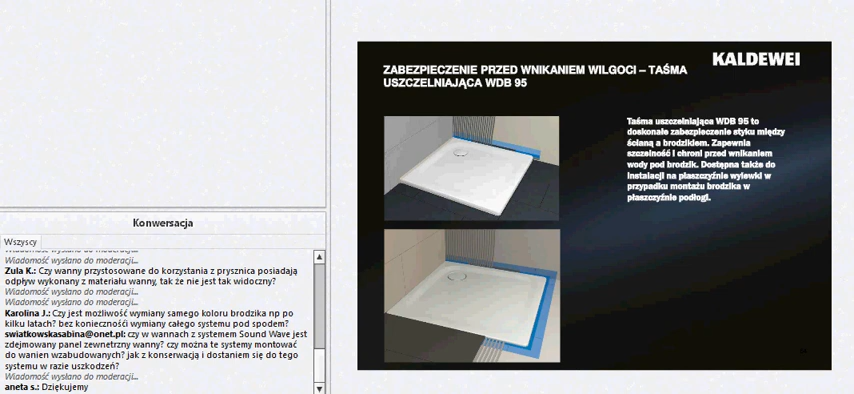 Konwersacja
Wszyscy
Wiadomość wysłano do moderacji...
Wiadomość wysłano do moderacji...
Zula K.: Czy wanny przystosowane do korzystania z prysznica posiadają
odpływ wykonany z materiału wanny, tak że nie jest tak widoczny?
Wiadomość wysłano do moderacji...
Wiadomość wysłano do moderacji...
Karolina J.: Czy jest możliwość wymiany samego koloru brodzika np po
kilku latach? bez koniecznośći wymiany całego systemu pod spodem?
swiatkowskasabina@onet.pl: czy w wannach z systemem Sound Wave jest
zdejmowany panel zewnetrzny wanny? czy można te systemy montować
do wanien wzabudowanych? jak z konserwacją i dostaniem się do tego
systemu w razie uszkodzeń?
Wiadomość wysłano do moderacji...
aneta s.: Dziękujemy
KALDEWEI
ZABEZPIECZENIE PRZED WNIKANIEM WILGOCI – TAŚMA
USZCZELNIAJĄCA WDB 95
Taśma uszczelniająca WDB 95 to
doskonałe zabezpieczenie styku między
ścianą a brodzikiem. Zapewnia
szczelność i chroni przed wnikaniem
wody pod brodzik. Dostępna także do
instalacji na płaszczyźnie wylewki w
przypadku montażu brodzika w
płaszczyźnie podłogi.